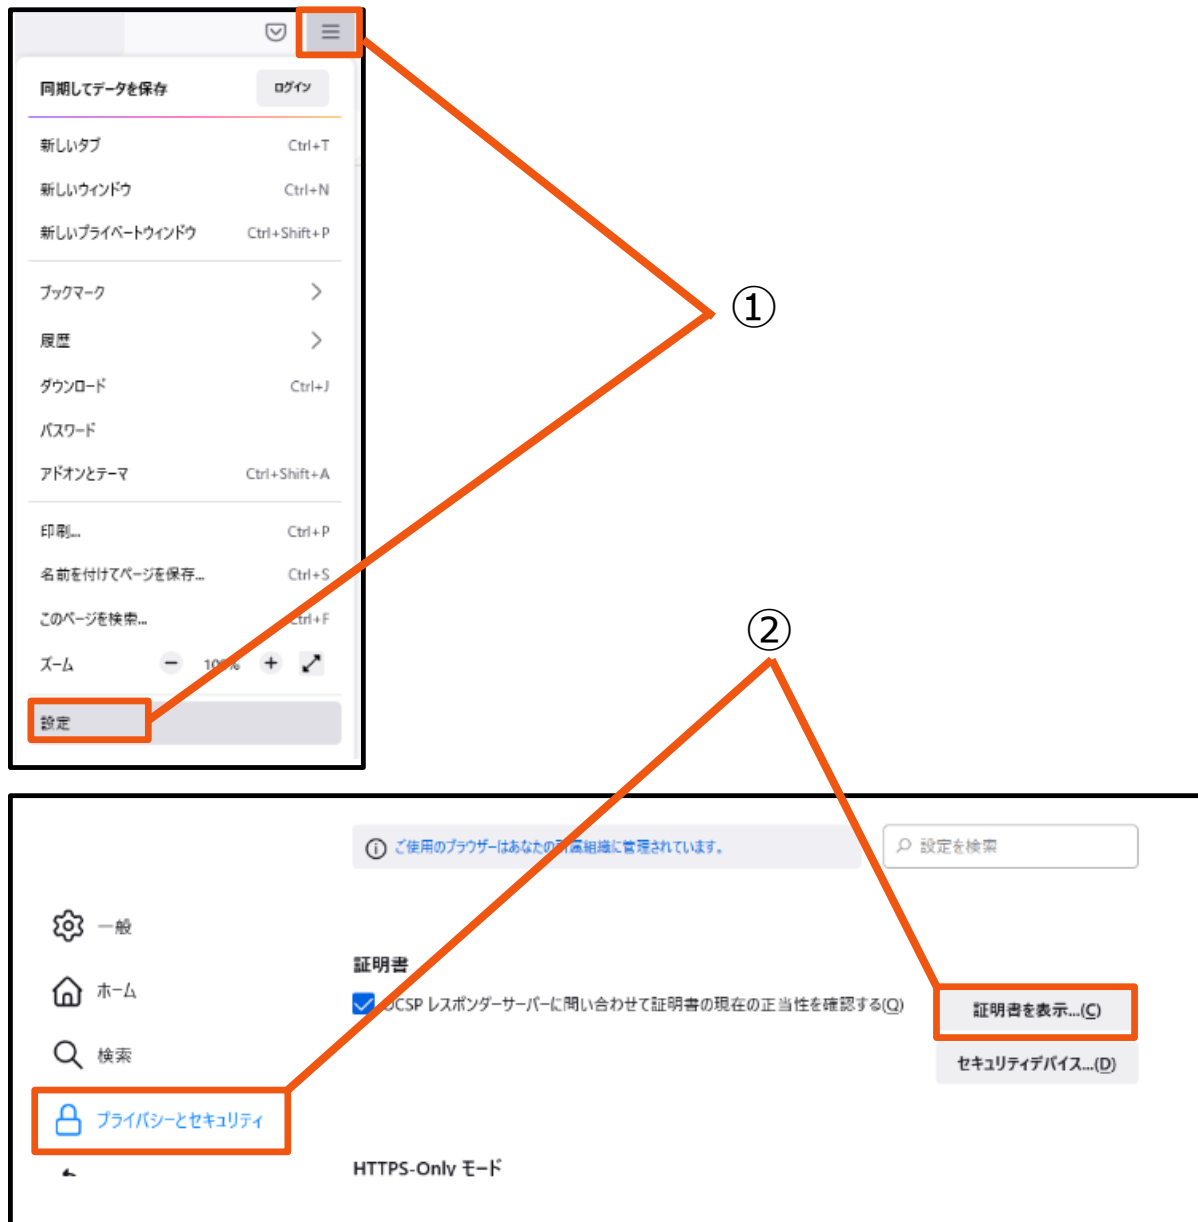 同期してデータを保存 ログイン
新しいタブ Ctrl+T
新しいウィンドウ Ctrl+N
新しいプライベートウィンドウ Ctrl+Shift+P
ブックマーク
①
履歴
ダウンロード Ctrl+J
パスワード
アドオンとテーマ Ctrl+Shift+A
印刷... Ctrl+P
名前を付けてページを保存... Ctrl+S
このページを検索... Ctrl+F
②
ズーム 100%
設定
ご使用のブラウザーはあなたの所属組織に管理されています。 設定を検索
一般
証明書
ホーム
OCSP レスポンダーサーバーに問い合わせて証明書の現在の正当性を確認する(Q) 証明書を表示...(C)
検索
セキュリティデバイス...(D)
プライバシーとセキュリティ
HTTPS-Only モード